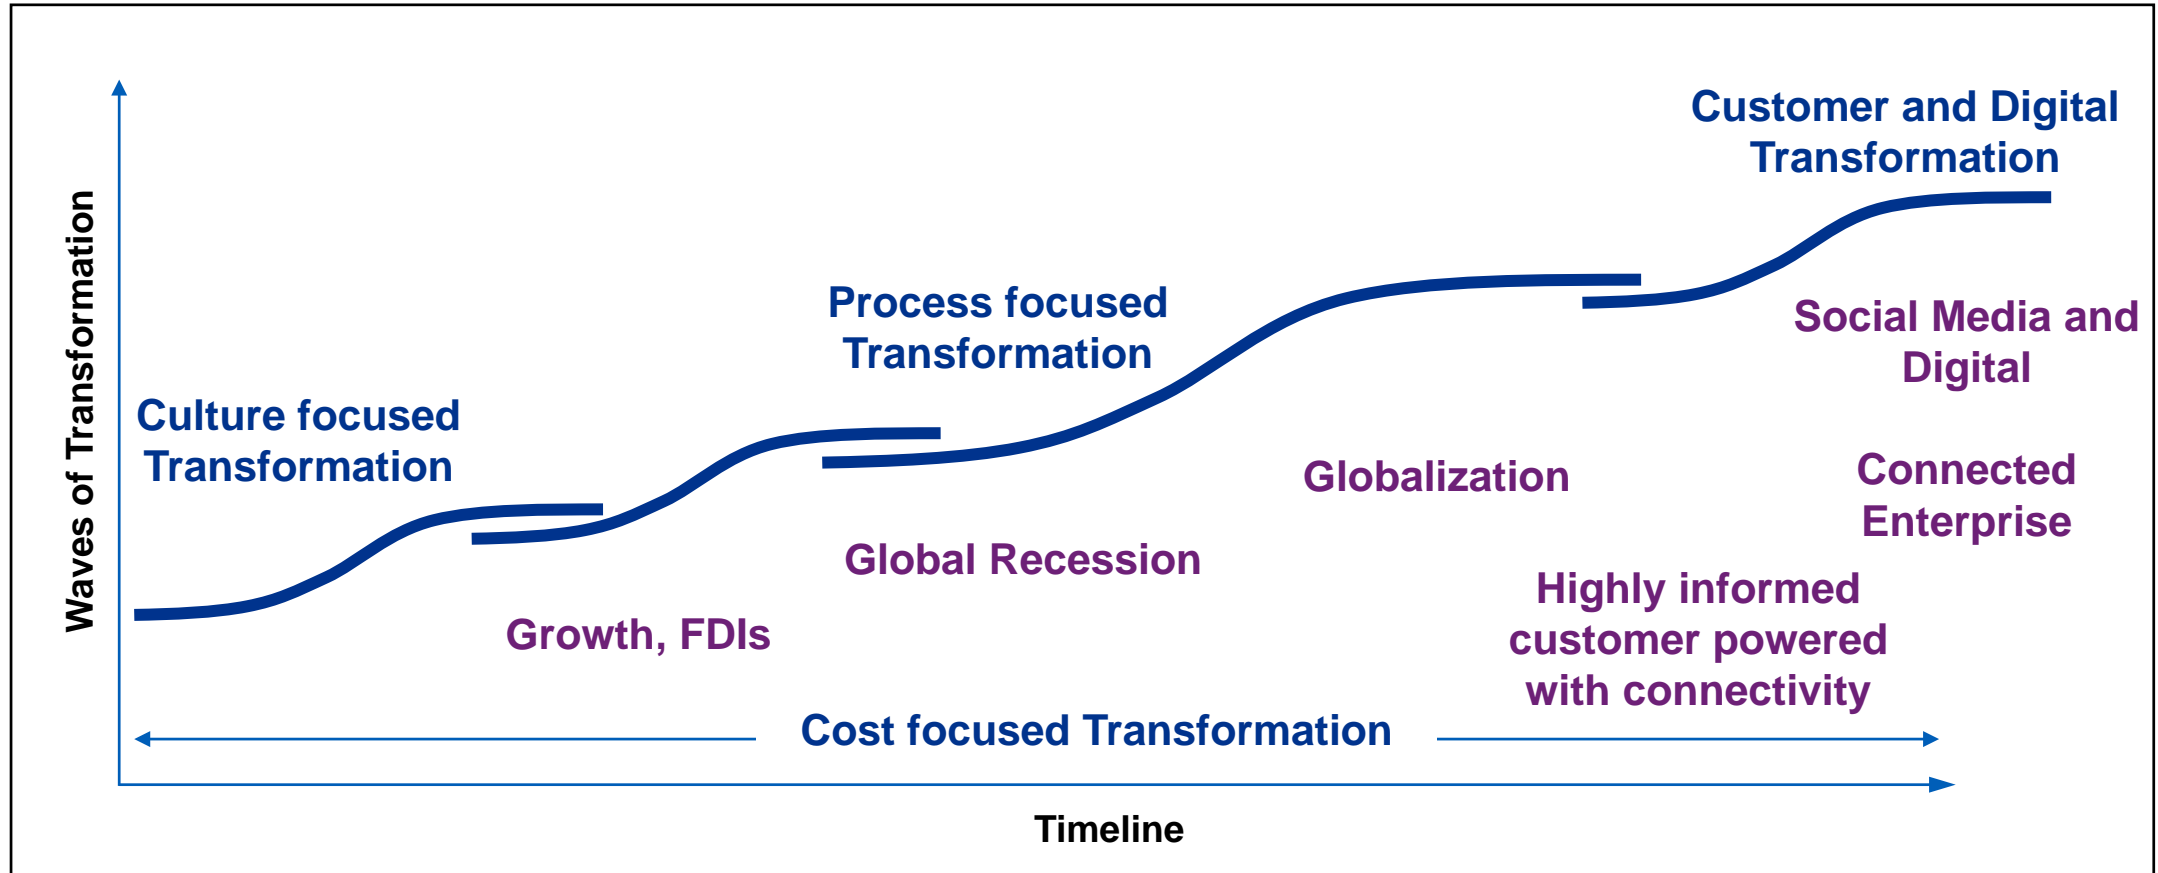 Customer and Digital
Transformation
Process focused
Transformation
Culture focused
Transformation
Waves of Transformation
Social Media and
Digital
Globalization
Connected
Enterprise
Global Recession
Highly informed
customer powered
with connectivity
Growth, FDIs
Cost focused Transformation
Timeline